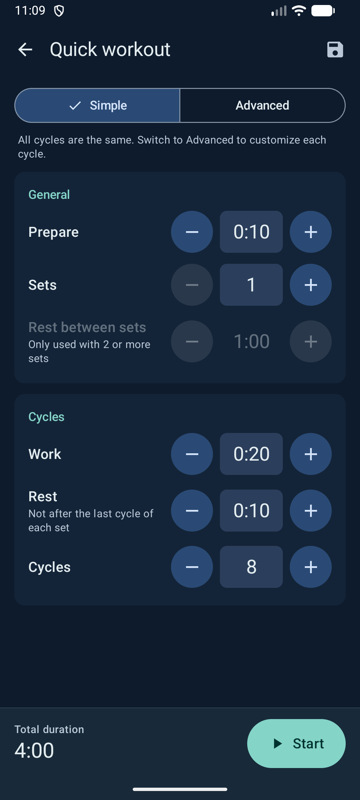 11:09
Quick workout
Simple
Advanced
All cycles are the same. Switch to Advanced to customize each
cycle.
General
Prepare
0:10
Sets
1
Rest between sets
Only used with 2 or more
sets
1:00
Cycles
Work
0:20
Rest
Not after the last cycle of
each set
0:10
Cycles
8
Total duration
4:00
Start